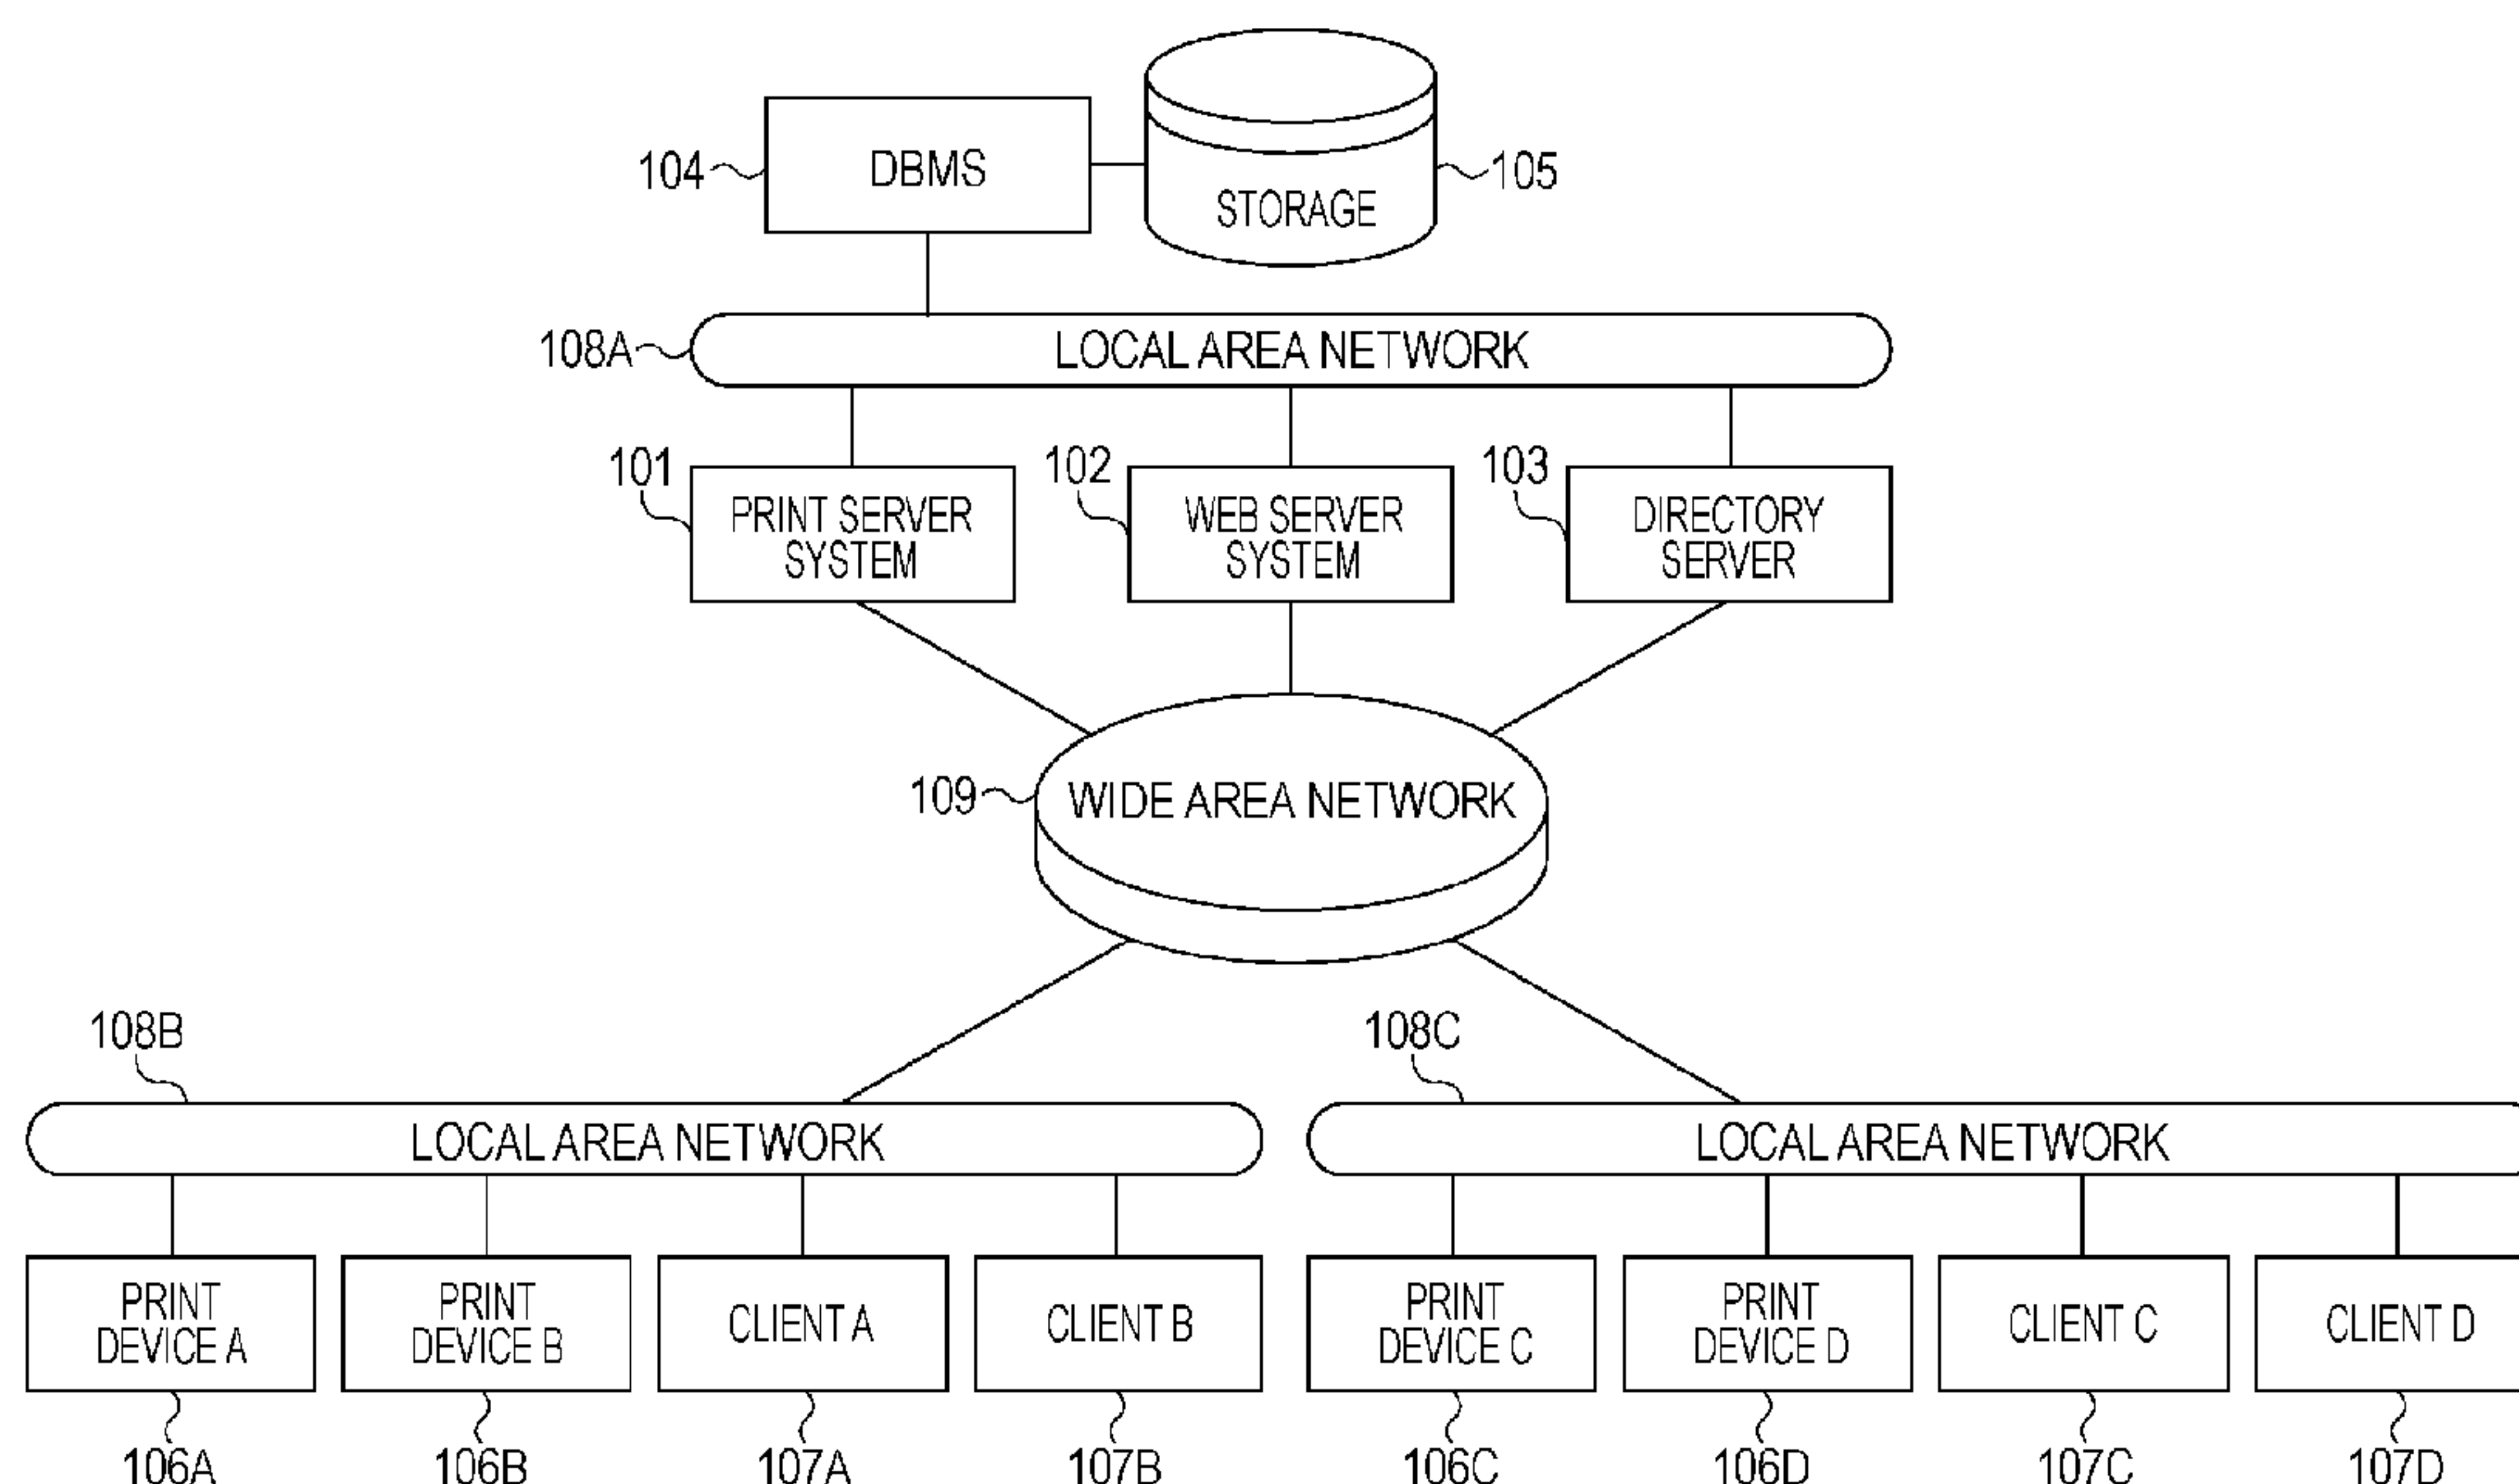 104
DBMS
STORAGE
105
108A
LOCAL AREA NETWORK
101
102
103
PRINT SERVER
SYSTEM
WEB SERVER
SYSTEM
DIRECTORY
SERVER
109
WIDE AREA NETWORK
108B
108C
LOCAL AREA NETWORK
LOCAL AREA NETWORK
PRINT
DEVICE A
PRINT
DEVICE B
CLIENT A
CLIENT B
PRINT
DEVICE C
PRINT
DEVICE D
CLIENT C
CLIENT D
106A
106B
107A
107B
106C
106D
107C
107D